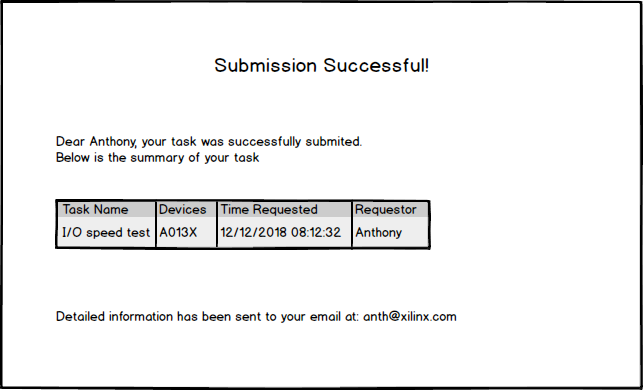 Submission Successful!
Dear Anthony, your task was successfully submited.
Below is the summary of your task
Task Name Devices Time Requested Requestor
I/O speed test A013X 12/12/2018 08:12:32 Anthony
Detailed information has been sent to your email at: anth@xilinx.com